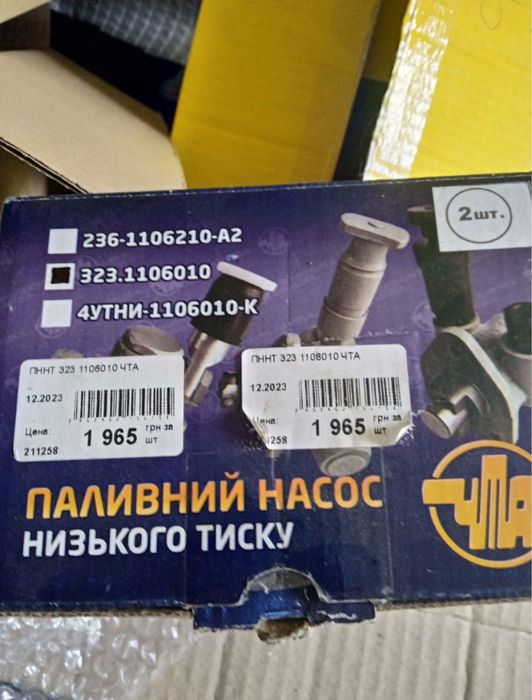 2шт.
236-1106210-А2
323.1106010
4УТНИ-1106010-К
ПННТ 323 1106010 ЧТА
12.2023
Цена:
1 965
грн за
шт
211258
ПННТ 323 1106010 ЧТА
12.2023
1 965
грн за
шт
1258
ПАЛИВНИЙ НАСОС
НИЗЬКОГО ТИСКУ
ЧТА